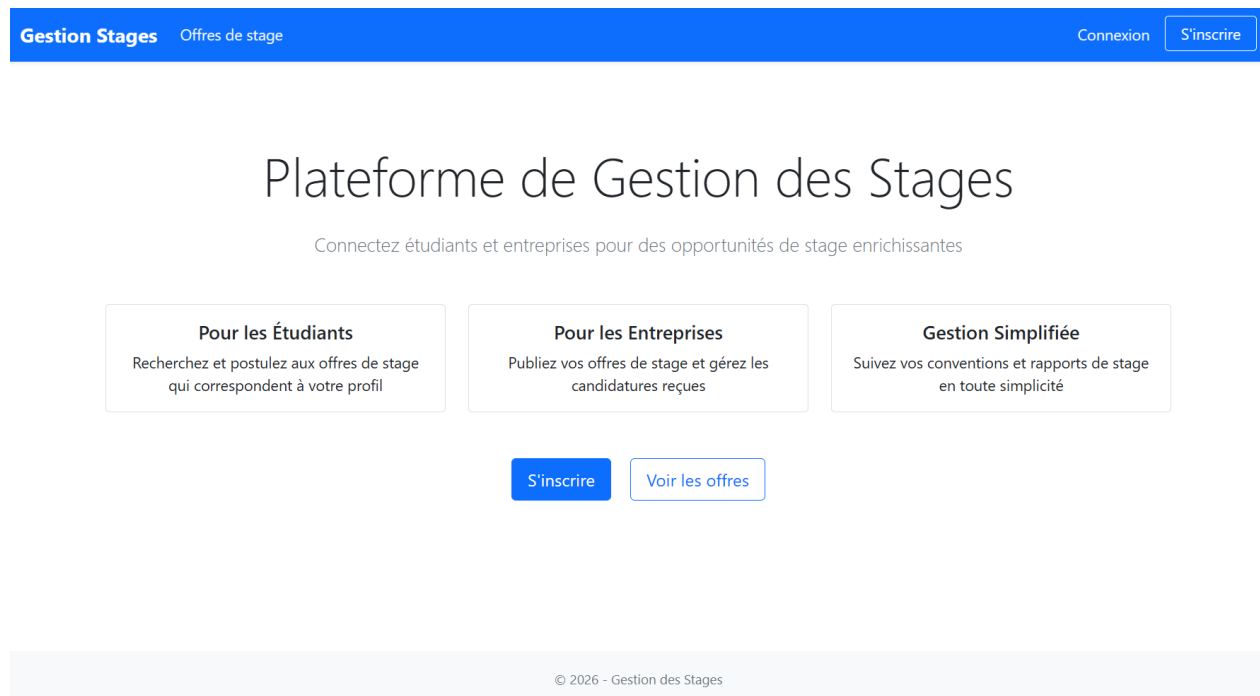 Gestion Stages Offres de stage Connexion S'inscrire
Plateforme de Gestion des Stages
Connectez étudiants et entreprises pour des opportunités de stage enrichissantes
Pour les Étudiants
Recherchez et postulez aux offres de stage
qui correspondent à votre profil
Pour les Entreprises
Publiez vos offres de stage et gérez les
candidatures reçues
Gestion Simplifiée
Suivez vos conventions et rapports de stage
en toute simplicité
S'inscrire Voir les offres
© 2026 - Gestion des Stages